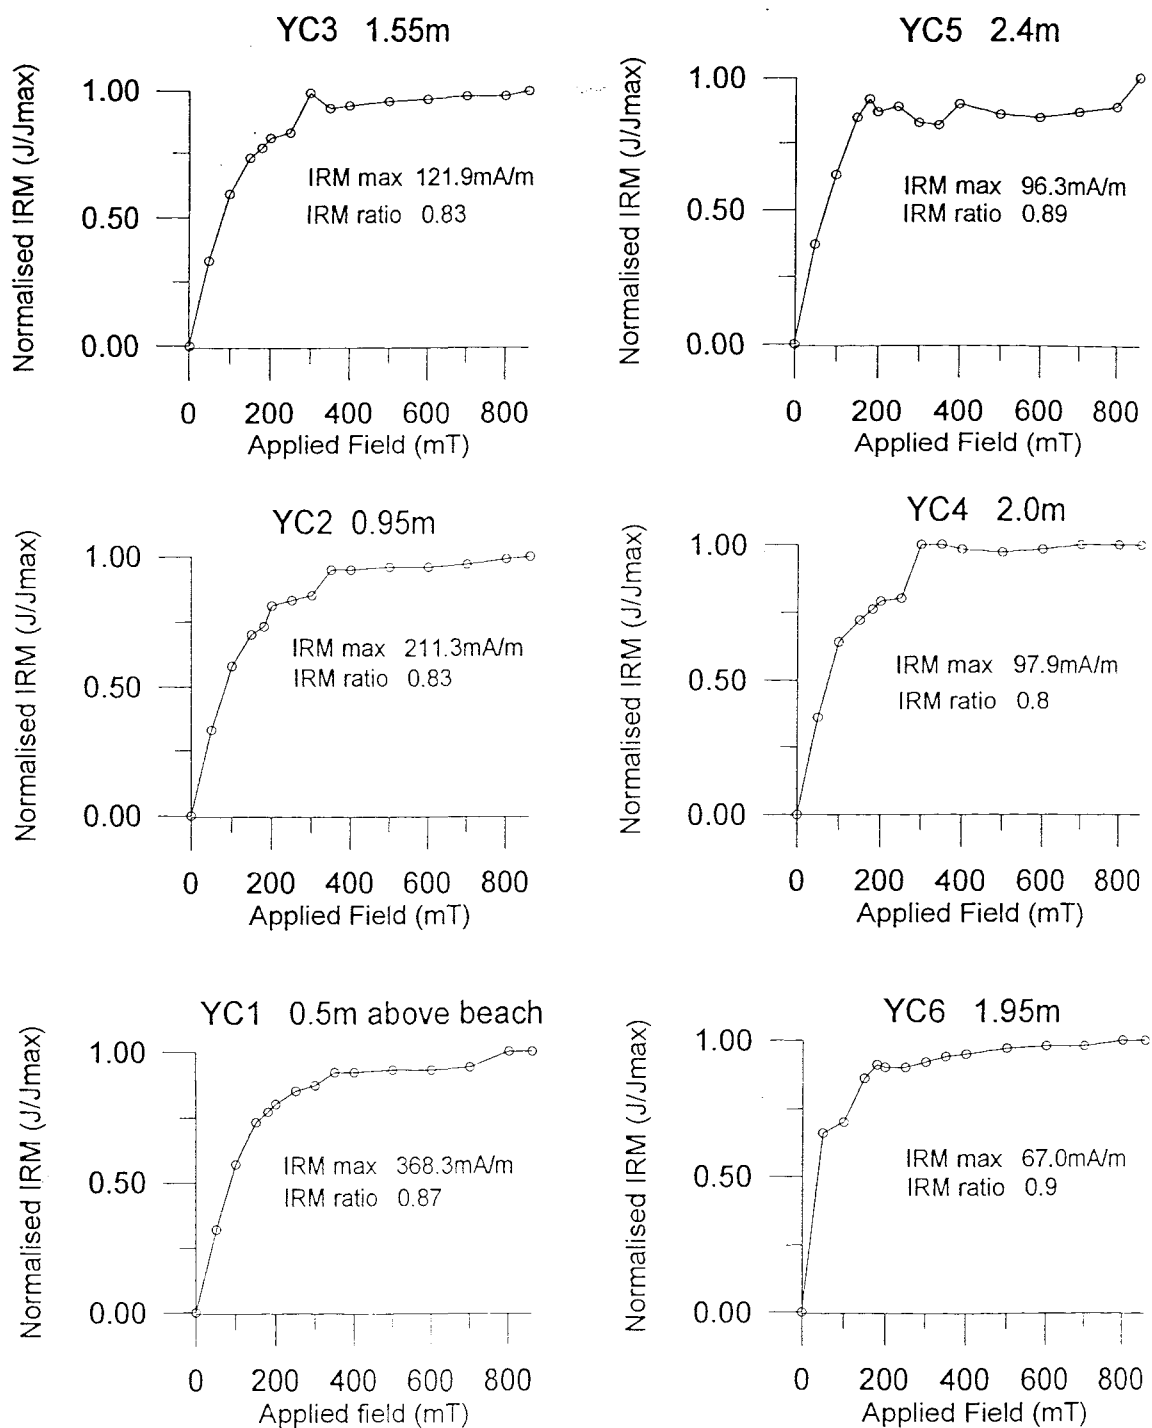 YC3 1.55m
Normalised IRM (J/Jmax)
1.00
0.50
0.00
IRM max 121.9mA/m
IRM ratio 0.83
0 200 400 600 800
Applied Field (mT)
YC5 2.4m
Normalised IRM (J/Jmax)
1.00
0.50
0.00
IRM max 96.3mA/m
IRM ratio 0.89
0 200 400 600 800
Applied Field (mT)
YC2 0.95m
Normalised IRM (J/Jmax)
1.00
0.50
0.00
IRM max 211.3mA/m
IRM ratio 0.83
0 200 400 600 800
Applied Field (mT)
YC4 2.0m
Normalised IRM (J/Jmax)
1.00
0.50
0.00
IRM max 97.9mA/m
IRM ratio 0.8
0 200 400 600 800
Applied Field (mT)
YC1 0.5m above beach
Normalised IRM (J/Jmax)
1.00
0.50
0.00
IRM max 368.3mA/m
IRM ratio 0.87
0 200 400 600 800
Applied field (mT)
YC6 1.95m
Normalised IRM (J/Jmax)
1.00
0.50
0.00
IRM max 67.0mA/m
IRM ratio 0.9
0 200 400 600 800
Applied Field (mT)